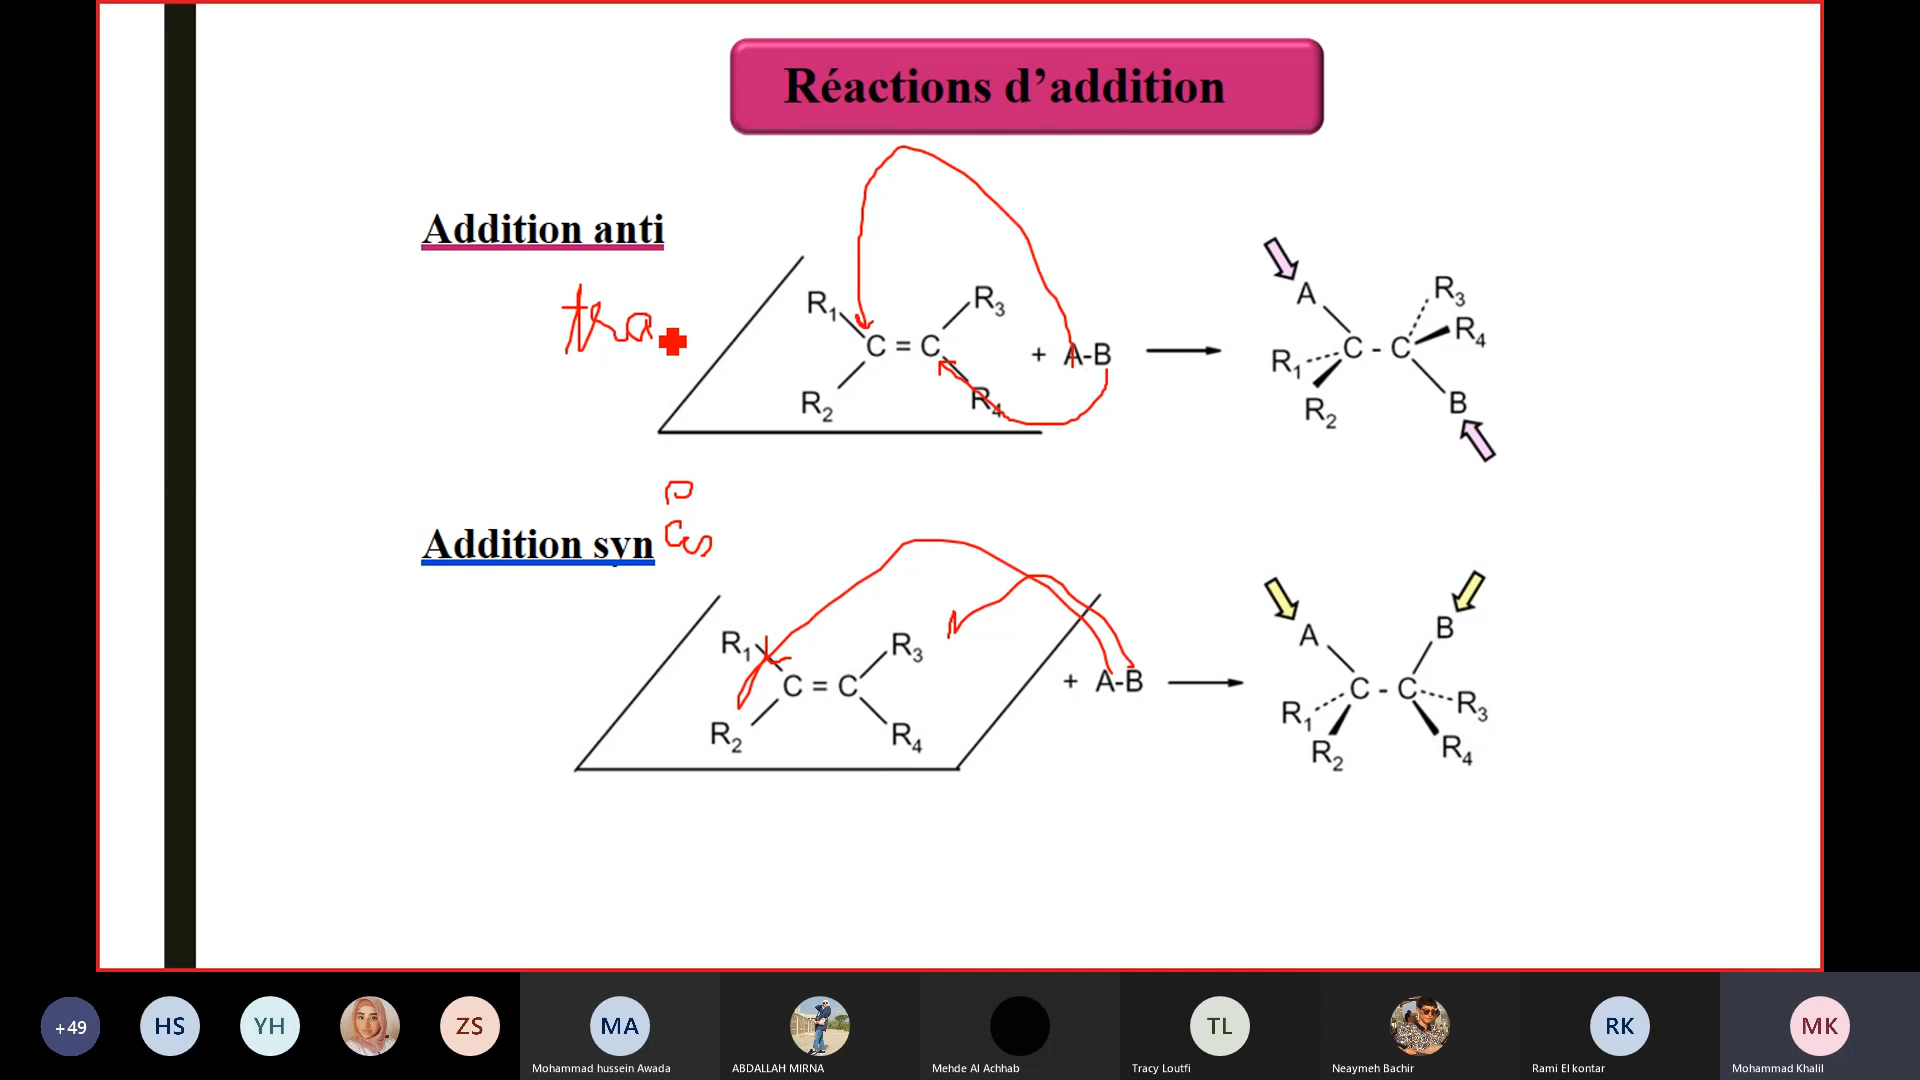 Réactions d’addition
Addition anti
tra
R1 R3
C = C + A-B
R2 R4
A R3
R4
R1 C - C
R2 B
Addition syn
R1 R3
C = C + A-B
R2 R4
A B
C - C
R1 R3
R2 R4
+49
HS
YH
ZS
MA
TL
RK
MK
Mohammad hussein Awada
ABDALLAH MIRNA
Mehde Al Achhab
Tracy Loutfi
Neaymeh Bachir
Rami El kontar
Mohammad Khalil